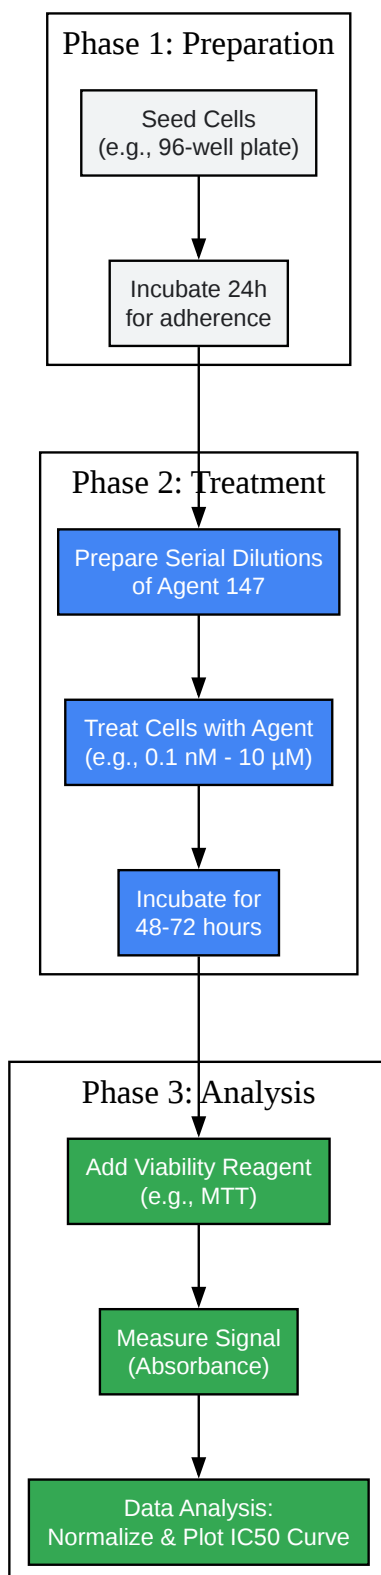 Phase 1: Preparation
Seed Cells
(e.g., 96-well plate)
Incubate 24h
for adherence
Phase 2: Treatment
Prepare Serial Dilutions
of Agent 147
Treat Cells with Agent
(e.g., 0.1 nM - 10 µM)
Incubate for
48-72 hours
Phase 3: Analysis
Add Viability Reagent
(e.g., MTT)
Measure Signal
(Absorbance)
Data Analysis:
Normalize & Plot IC50 Curve